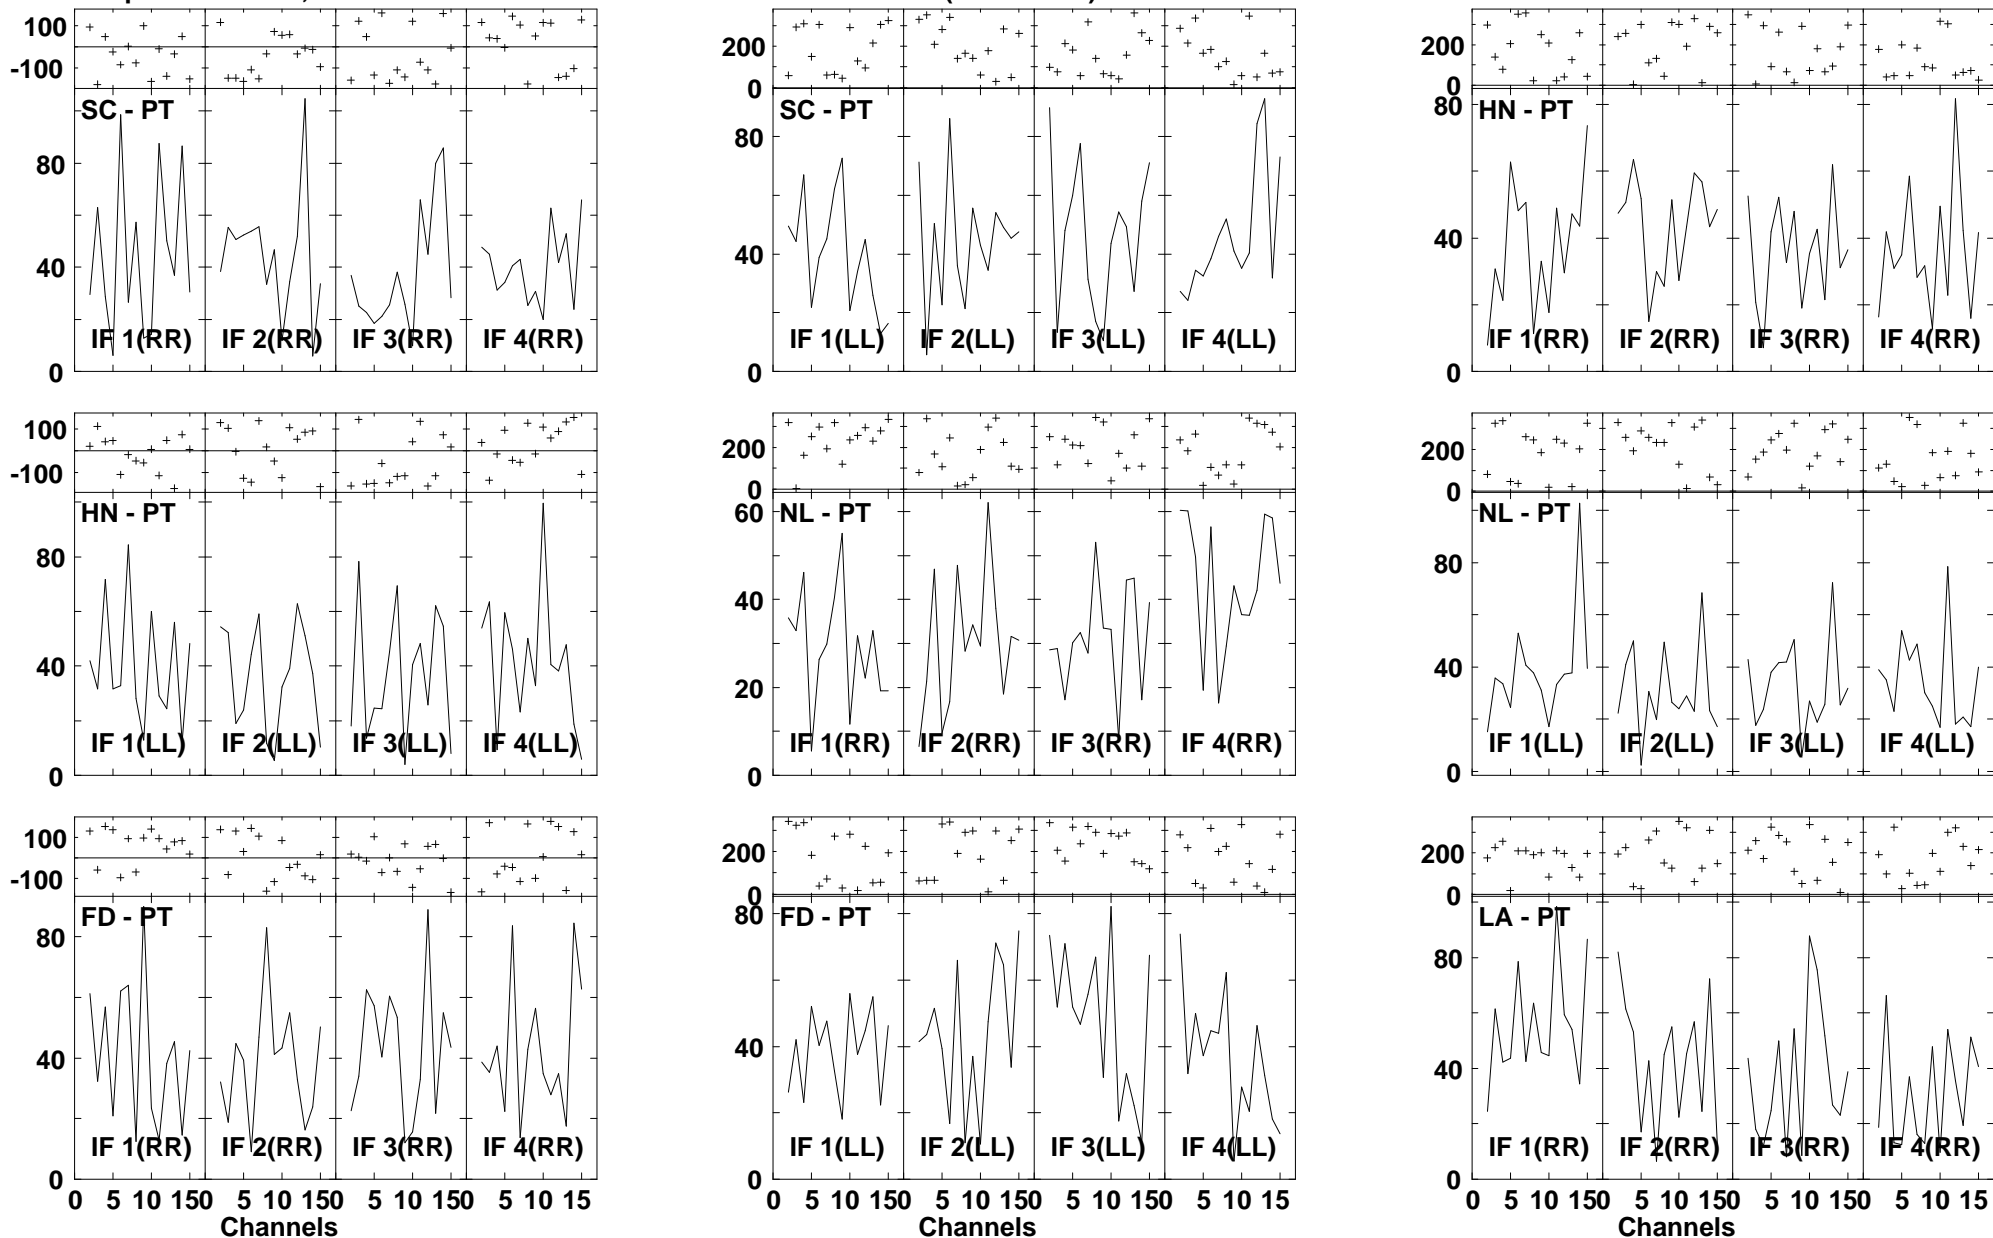 100
-100
SC - PT
80
40
0
IF 1(RR) IF 2(RR) IF 3(RR) IF 4(RR)
200
0
SC - PT
80
40
0
IF 1(LL) IF 2(LL) IF 3(LL) IF 4(LL)
200
0
HN - PT
80
40
0
IF 1(RR) IF 2(RR) IF 3(RR) IF 4(RR)
100
-100
HN - PT
80
40
0
IF 1(LL) IF 2(LL) IF 3(LL) IF 4(LL)
200
0
NL - PT
60
40
20
0
IF 1(RR) IF 2(RR) IF 3(RR) IF 4(RR)
200
0
NL - PT
80
40
0
IF 1(LL) IF 2(LL) IF 3(LL) IF 4(LL)
100
-100
FD - PT
80
40
0
IF 1(RR) IF 2(RR) IF 3(RR) IF 4(RR)
0 5 10 150 5 10 150 5 10 150 5 10 15
Channels
200
0
FD - PT
80
40
0
IF 1(LL) IF 2(LL) IF 3(LL) IF 4(LL)
0 5 10 150 5 10 150 5 10 150 5 10 15
Channels
200
0
LA - PT
80
40
0
IF 1(RR) IF 2(RR) IF 3(RR) IF 4(RR)
0 5 10 150 5 10 150 5 10 150 5 10 15
Channels